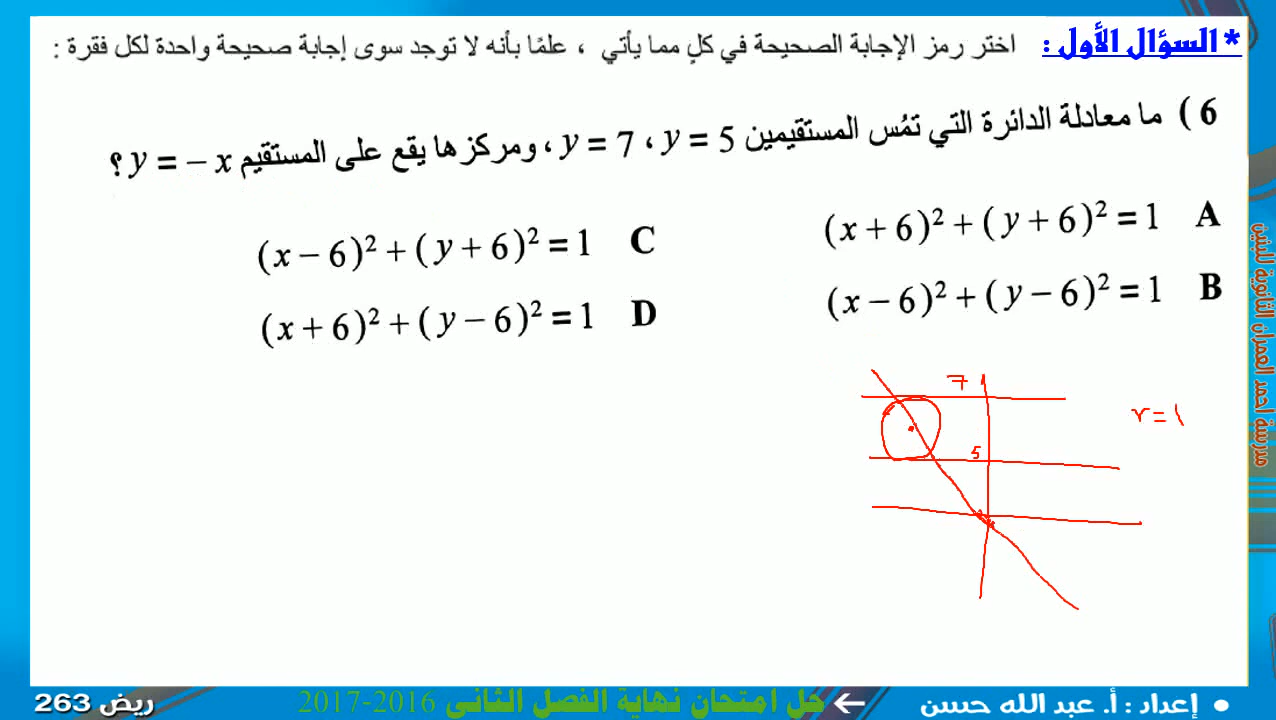 * السؤال الأول : اختر رمز الإجابة الصحيحة في كلٍ مما يأتي ، علمًا بأنه لا توجد سوى إجابة صحيحة واحدة لكل فقرة :
6 ) ما معادلة الدائرة التي تمُس المستقيمين y = 5 ، y = 7 ، ومركزها يقع على المستقيم y = – x ؟
A (x + 6)² + (y + 6)² = 1
C (x – 6)² + (y + 6)² = 1
B (x – 6)² + (y – 6)² = 1
D (x + 6)² + (y – 6)² = 1
7
r = 1
5
مدرسة أحمد العمران الثانوية للبنين
• إعداد : أ. عبد الله حسن ← حل امتحان نهاية الفصل الثاني 2016-2017 ريض 263